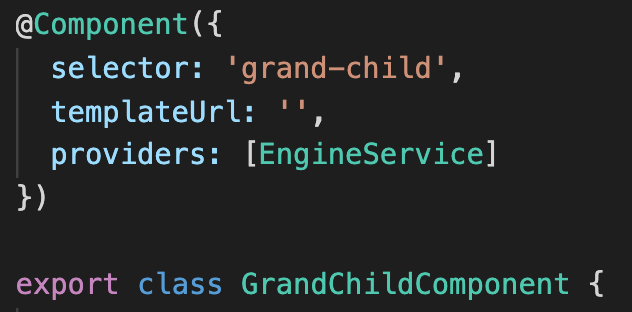 @Component({
selector: 'grand-child',
templateUrl: '',
providers: [EngineService]
})
export class GrandChildComponent {